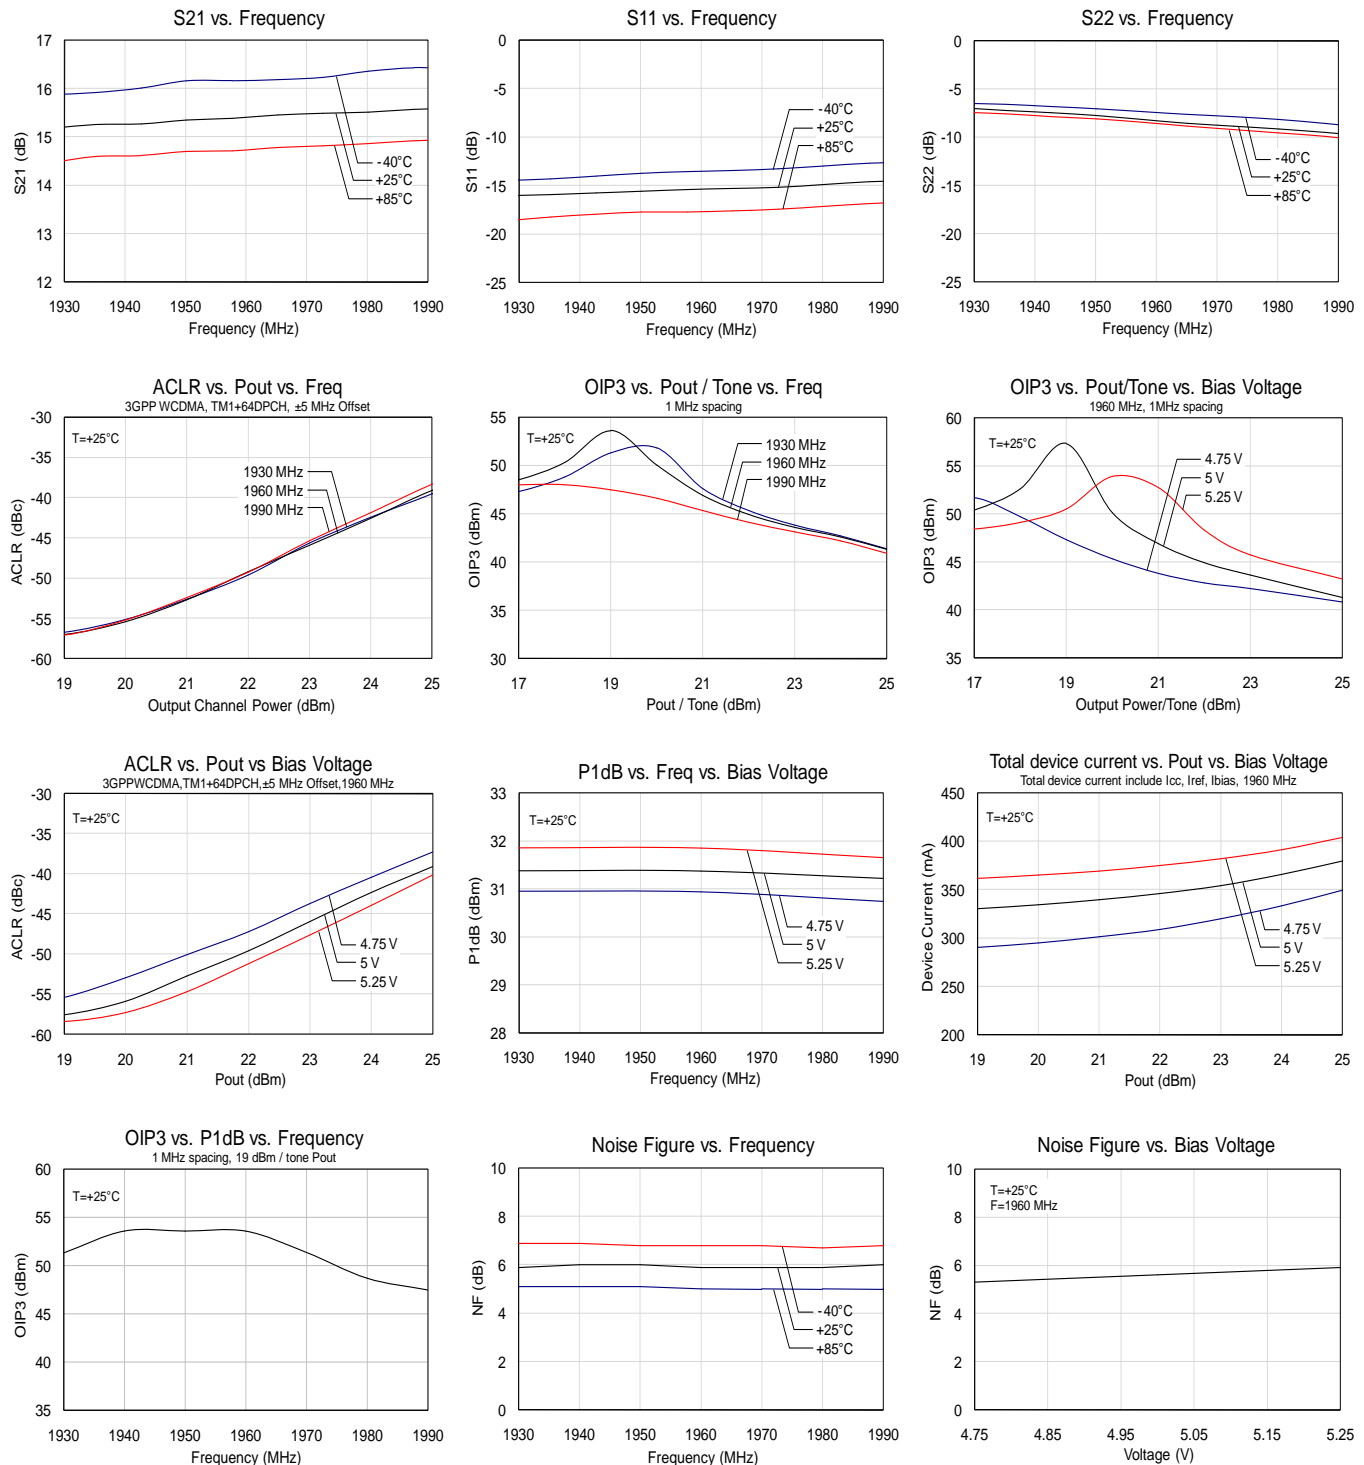 S21 vs. Frequency
17
16
15
14
13
12
S21 (dB)
-40°C
+25°C
+85°C
1930 1940 1950 1960 1970 1980 1990
Frequency (MHz)
S11 vs. Frequency
0
-5
-10
-15
-20
-25
S11 (dB)
-40°C
+25°C
+85°C
1930 1940 1950 1960 1970 1980 1990
Frequency (MHz)
S22 vs. Frequency
0
-5
-10
-15
-20
-25
S22 (dB)
-40°C
+25°C
+85°C
1930 1940 1950 1960 1970 1980 1990
Frequency (MHz)
ACLR vs. Pout vs. Freq
3GPP WCDMA, TM1+64DPCH, ±5 MHz Offset
-30
-35
-40
-45
-50
-55
-60
ACLR (dBc)
T=+25°C
1930 MHz
1960 MHz
1990 MHz
19 20 21 22 23 24 25
Output Channel Power (dBm)
OIP3 vs. Pout / Tone vs. Freq
1 MHz spacing
55
50
45
40
35
30
OIP3 (dBm)
T=+25°C
1930 MHz
1960 MHz
1990 MHz
17 19 21 23 25
Pout / Tone (dBm)
OIP3 vs. Pout/Tone vs. Bias Voltage
1960 MHz, 1MHz spacing
60
55
50
45
40
35
OIP3 (dBm)
T=+25°C
4.75 V
5 V
5.25 V
17 19 21 23 25
Output Power/Tone (dBm)
ACLR vs. Pout vs Bias Voltage
3GPPWCDMA,TM1+64DPCH,±5 MHz Offset,1960 MHz
-30
-35
-40
-45
-50
-55
-60
ACLR (dBc)
T=+25°C
4.75 V
5 V
5.25 V
19 20 21 22 23 24 25
Pout (dBm)
P1dB vs. Freq vs. Bias Voltage
33
32
31
30
29
28
P1dB (dBm)
T=+25°C
4.75 V
5 V
5.25 V
1930 1940 1950 1960 1970 1980 1990
Frequency (MHz)
Total device current vs. Pout vs. Bias Voltage
Total device current include Icc, Iref, Ibias, 1960 MHz
450
400
350
300
250
200
Device Current (mA)
T=+25°C
4.75 V
5 V
5.25 V
19 20 21 22 23 24 25
Pout (dBm)
OIP3 vs. P1dB vs. Frequency
1 MHz spacing, 19 dBm / tone Pout
60
55
50
45
40
35
OIP3 (dBm)
T=+25°C
1930 1940 1950 1960 1970 1980 1990
Frequency (MHz)
Noise Figure vs. Frequency
10
8
6
4
2
0
NF (dB)
-40°C
+25°C
+85°C
1930 1940 1950 1960 1970 1980 1990
Frequency (MHz)
Noise Figure vs. Bias Voltage
10
8
6
4
2
0
NF (dB)
T=+25°C
F=1960 MHz
4.75 4.85 4.95 5.05 5.15 5.25
Voltage (V)